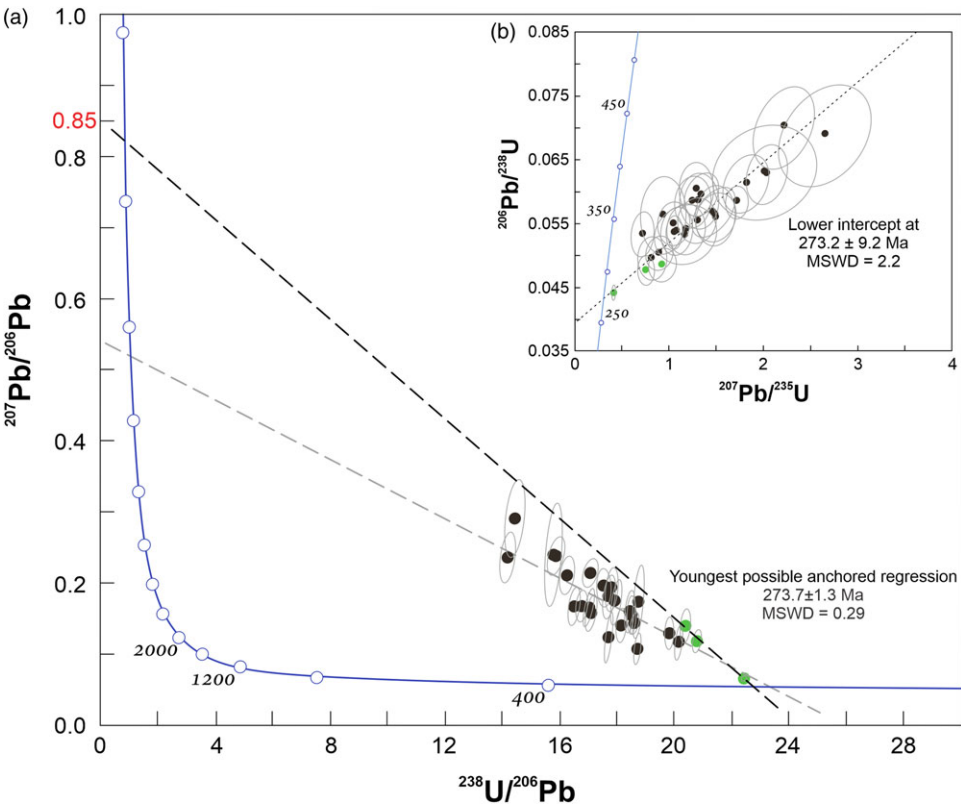 (a)
1.0
0.85
0.8
0.6
0.4
0.2
0.0
²⁰⁷Pb/²⁰⁶Pb
2000
1200
400
0
4
8
12
16
20
24
28
²³⁸U/²⁰⁶Pb
Youngest possible anchored regression
273.7±1.3 Ma
MSWD = 0.29
(b)
0.085
0.075
0.065
0.055
0.045
0.035
²⁰⁶Pb/²³⁸U
450
350
250
Lower intercept at
273.2 ± 9.2 Ma
MSWD = 2.2
0
1
2
3
4
²⁰⁷Pb/²³⁵U